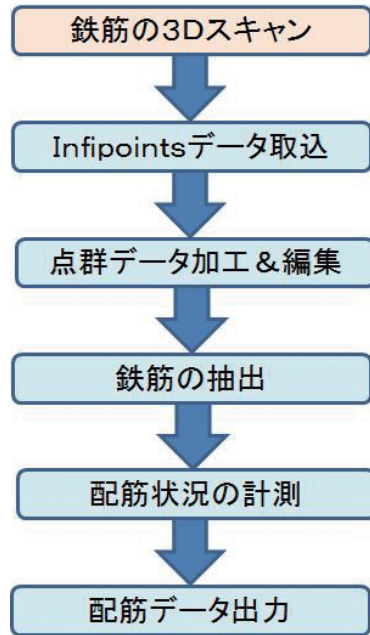 鉄筋の3Dスキャン
Infipointsデータ取込
点群データ加工&編集
鉄筋の抽出
配筋状況の計測
配筋データ出力